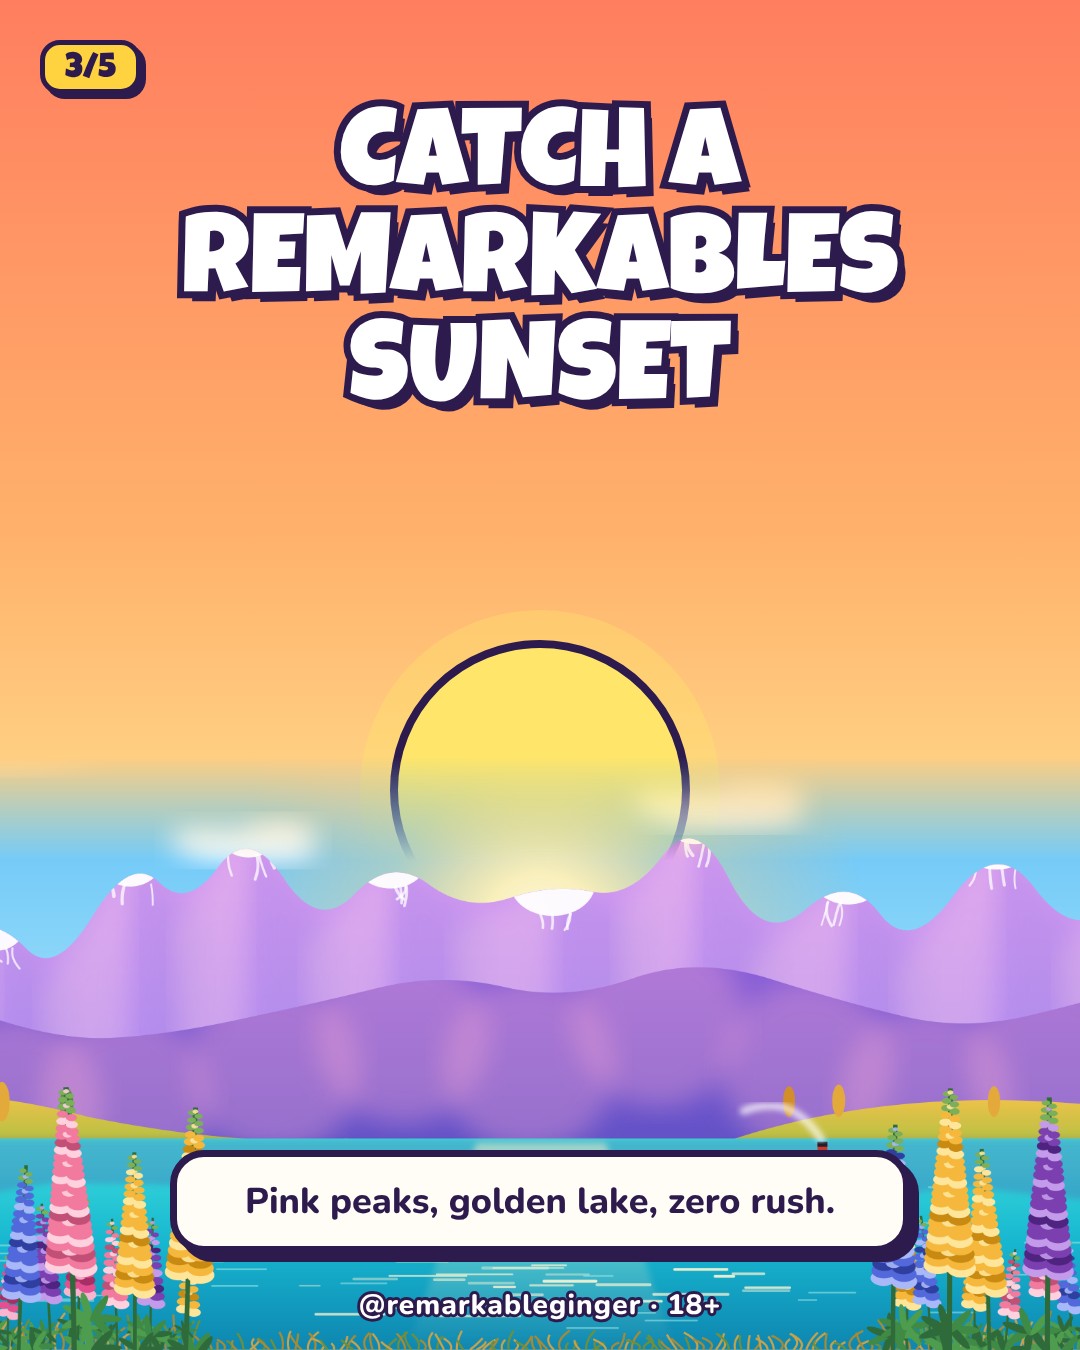 3/5
CATCH A
REMARKABLES
SUNSET
Pink peaks, golden lake, zero rush.
@remarkableginger · 18+